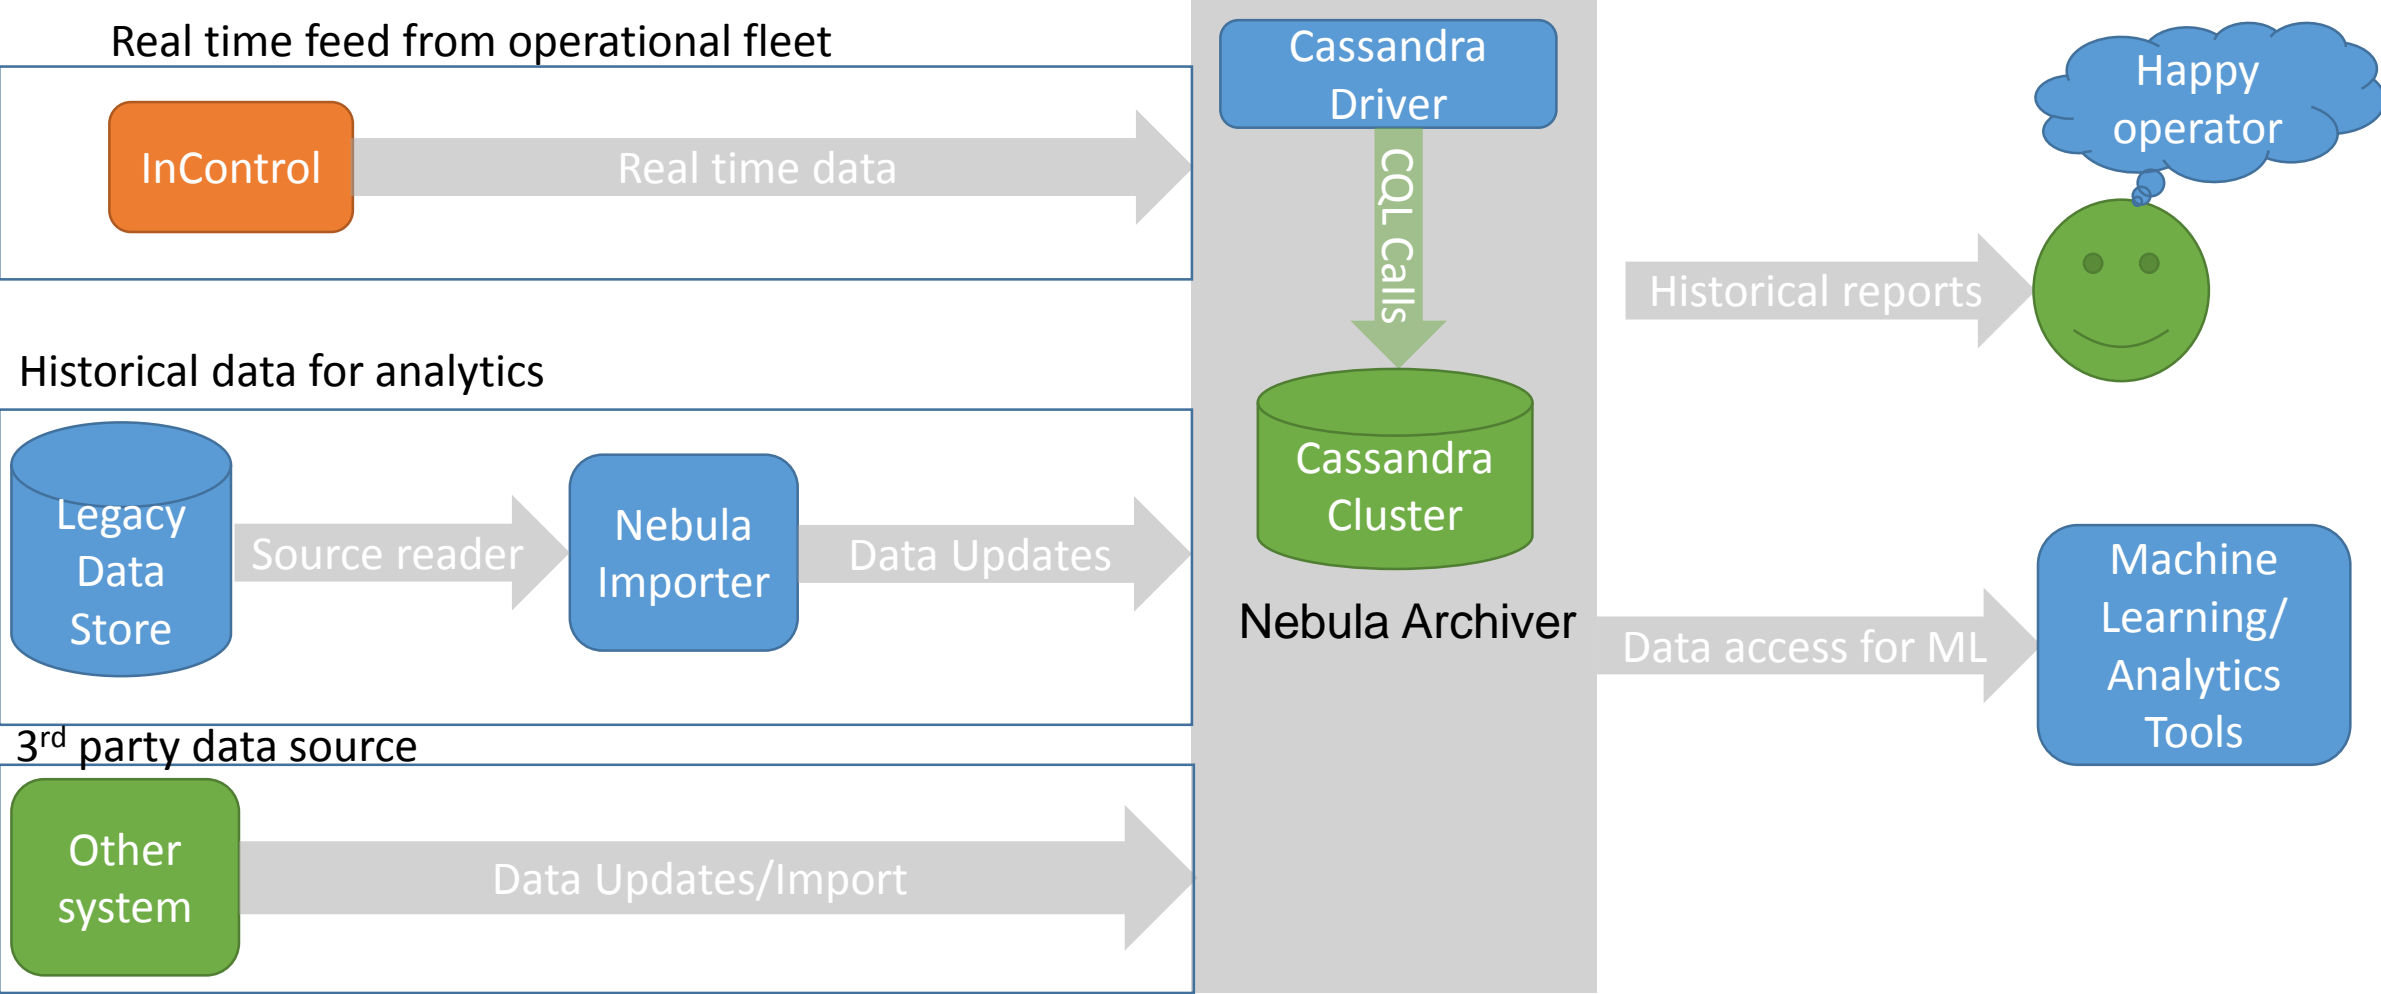 Real time feed from operational fleet
InControl
Real time data
Historical data for analytics
Legacy
Data
Store
Source reader
Nebula
Importer
Data Updates
3rd party data source
Other
system
Data Updates/Import
Cassandra
Driver
CQL Calls
Cassandra
Cluster
Nebula Archiver
Happy
operator
Historical reports
Data access for ML
Machine
Learning/
Analytics
Tools